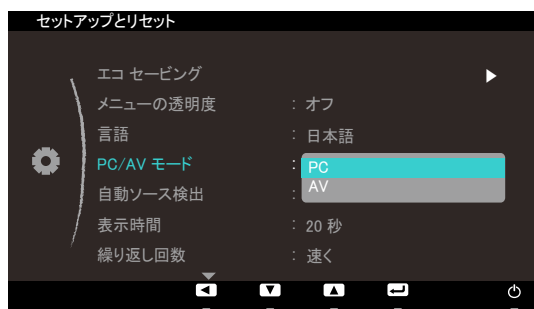 セットアップとリセット
エコ セービング
メニューの透明度 : オフ
言語 : 日本語
PC/AV モード : PC
AV
自動ソース検出 :
表示時間 : 20 秒
繰り返し回数 : 速く